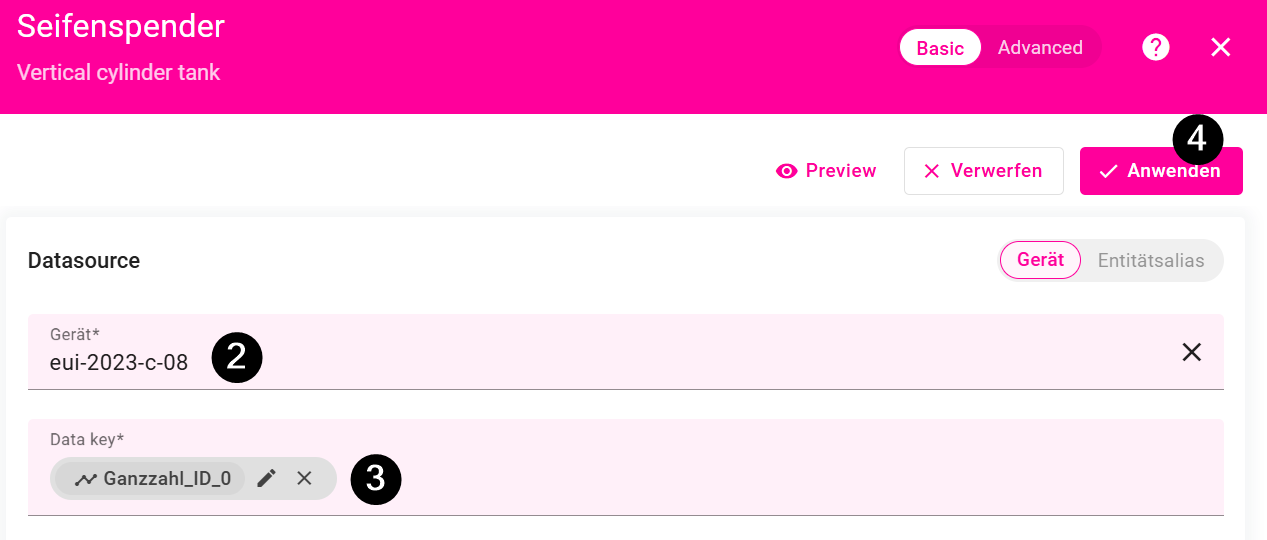 Seifenspender
Vertical cylinder tank
Basic Advanced ?
4
Preview Verwerfen Anwenden
Datasource Gerät Entitätsalias
Gerät*
eui-2023-c-08 2
Data key*
Ganzzahl_ID_0 3